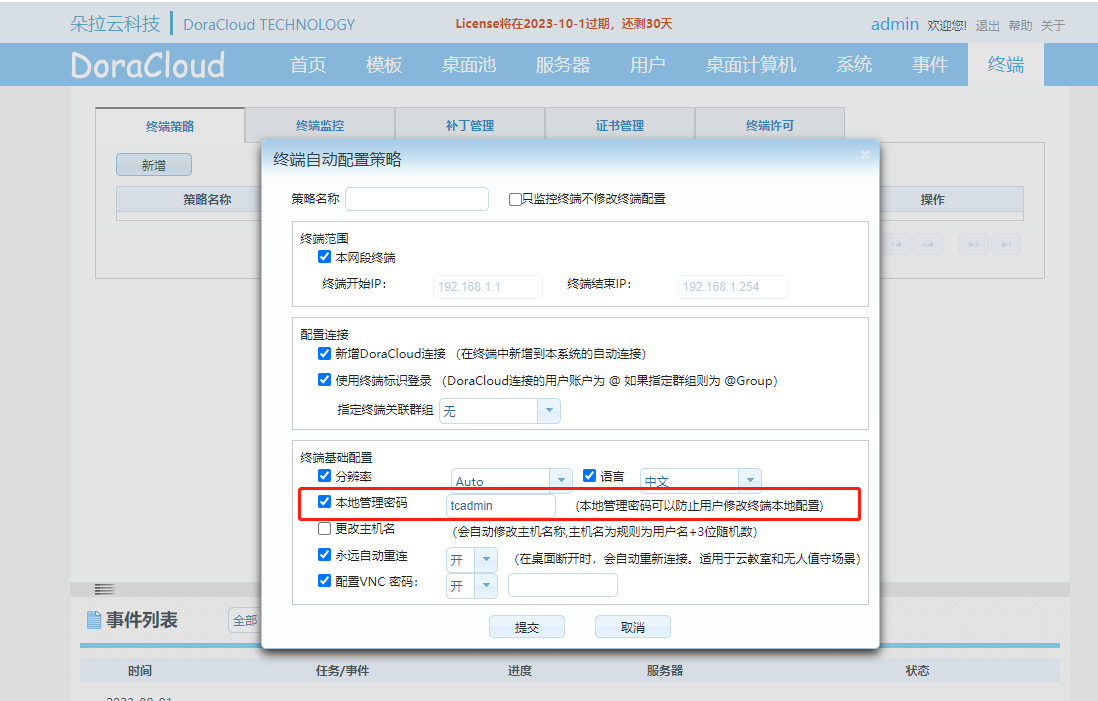 朵拉云科技 DoraCloud TECHNOLOGY License将在2023-10-1过期，还剩30天 admin 欢迎您! 退出 帮助 关于
DoraCloud 首页 模板 桌面池 服务器 用户 桌面计算机 系统 事件 终端
终端策略 终端监控 补丁管理 证书管理 终端许可
新增
策略名称 操作
终端自动配置策略
策略名称 只监控终端不修改终端配置
终端范围
本网段终端
终端开始IP: 192.168.1.1 终端结束IP: 192.168.1.254
配置连接
新增DoraCloud连接 (在终端中新增到本系统的自动连接)
使用终端标识登录 (DoraCloud连接的用户账户为 @ 如果指定群组则为 @Group)
指定终端关联群组 无
终端基础配置
分辨率 Auto 语言 中文
本地管理密码 tcadmin (本地管理密码可以防止用户修改终端本地配置)
更改主机名 (会自动修改主机名称,主机名为规则为用户名+3位随机数)
永远自动重连 开 (在桌面断开时，会自动重新连接。适用于云教室和无人值守场景)
配置VNC 密码: 开
提交 取消
事件列表 全部
时间 任务/事件 进度 服务器 状态
2023-09-01